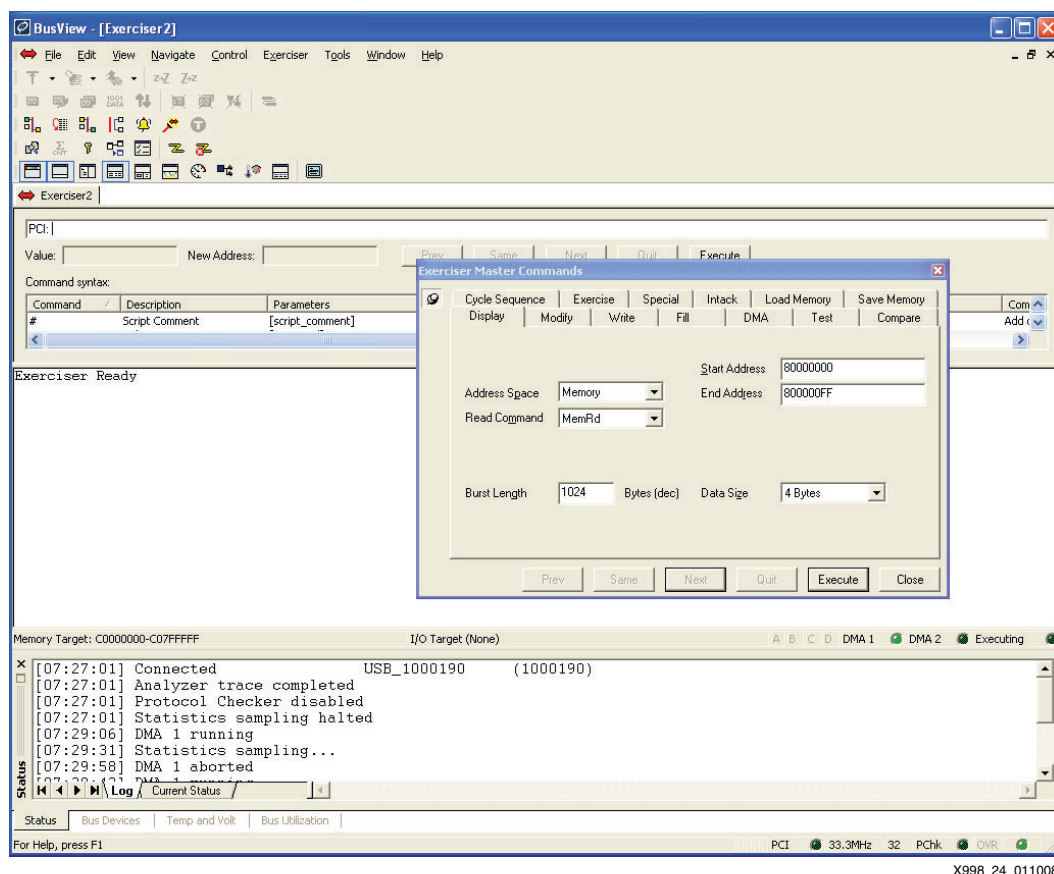 BusView - [Exerciser2]
File Edit View Navigate Control Exerciser Tools Window Help
Exerciser2
PCI:
Value: New Address: Prev Same Next Quit Execute
Command syntax:
Command Description Parameters Com
# Script Comment [script_comment] Add
Exerciser Master Commands
Cycle Sequence Exercise Special Intack Load Memory Save Memory
Display Modify Write Fill DMA Test Compare
Start Address 80000000
Address Space Memory End Address 800000FF
Read Command MemRd
Burst Length 1024 Bytes (dec) Data Size 4 Bytes
Prev Same Next Quit Execute Close
Exerciser Ready
Memory Target: C0000000-C07FFFFF I/O Target (None) A B C D DMA 1 DMA 2 Executing
[07:27:01] Connected USB_1000190 (1000190)
[07:27:01] Analyzer trace completed
[07:27:01] Protocol Checker disabled
[07:27:01] Statistics sampling halted
[07:29:06] DMA 1 running
[07:29:31] Statistics sampling...
[07:29:58] DMA 1 aborted
Status
Log Current Status
Status Bus Devices Temp and Volt Bus Utilization
For Help, press F1 PCI 33.3MHz 32 PChk OVR
X998_24_011008